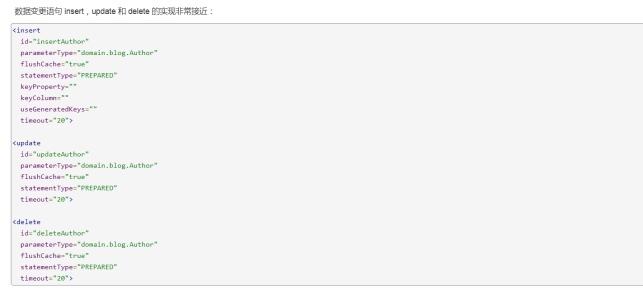 数据变更语句 insert，update 和 delete 的实现非常接近：
<insert
  id="insertAuthor"
  parameterType="domain.blog.Author"
  flushCache="true"
  statementType="PREPARED"
  keyProperty=""
  keyColumn=""
  useGeneratedKeys=""
  timeout="20">
<update
  id="updateAuthor"
  parameterType="domain.blog.Author"
  flushCache="true"
  statementType="PREPARED"
  timeout="20">
<delete
  id="deleteAuthor"
  parameterType="domain.blog.Author"
  flushCache="true"
  statementType="PREPARED"
  timeout="20">